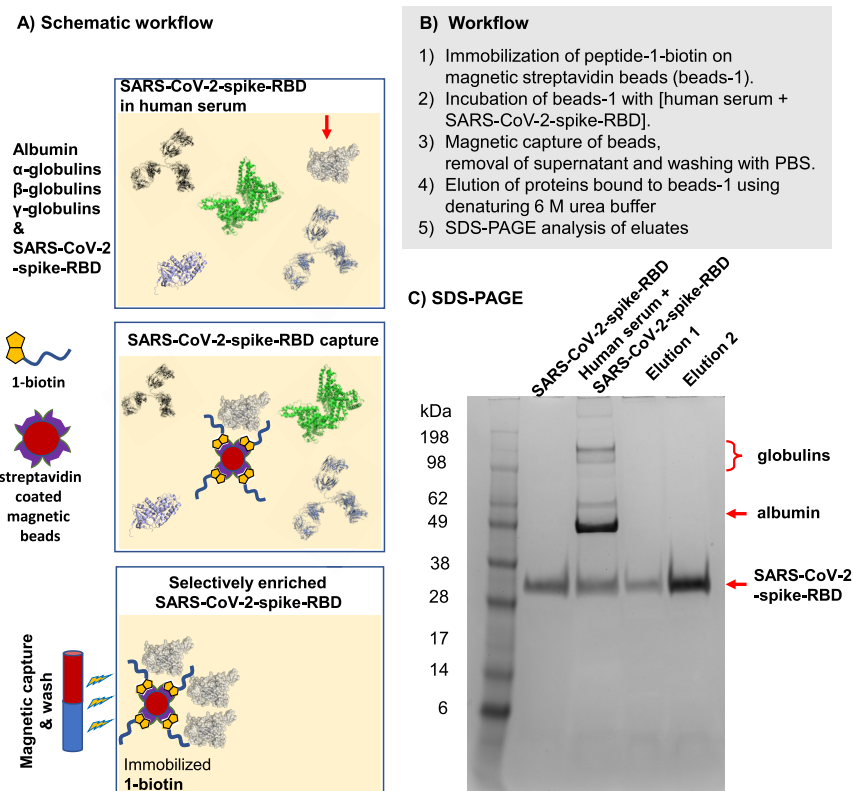 A) Schematic workflow
SARS-CoV-2-spike-RBD
in human serum
Albumin
α-globulins
β-globulins
γ-globulins
&
SARS-CoV-2
-spike-RBD
SARS-CoV-2-spike-RBD capture
1-biotin
streptavidin
coated
magnetic
beads
Selectively enriched
SARS-CoV-2-spike-RBD
Magnetic capture
& wash
Immobilized
1-biotin
B) Workflow
1) Immobilization of peptide-1-biotin on
magnetic streptavidin beads (beads-1).
2) Incubation of beads-1 with [human serum +
SARS-CoV-2-spike-RBD].
3) Magnetic capture of beads,
removal of supernatant and washing with PBS.
4) Elution of proteins bound to beads-1 using
denaturing 6 M urea buffer
5) SDS-PAGE analysis of eluates
C) SDS-PAGE
SARS-CoV-2-spike-RBD
Human serum +
SARS-CoV-2-spike-RBD
Elution 1
Elution 2
kDa
198
98
62
49
38
28
17
14
6
globulins
albumin
SARS-CoV-2
-spike-RBD